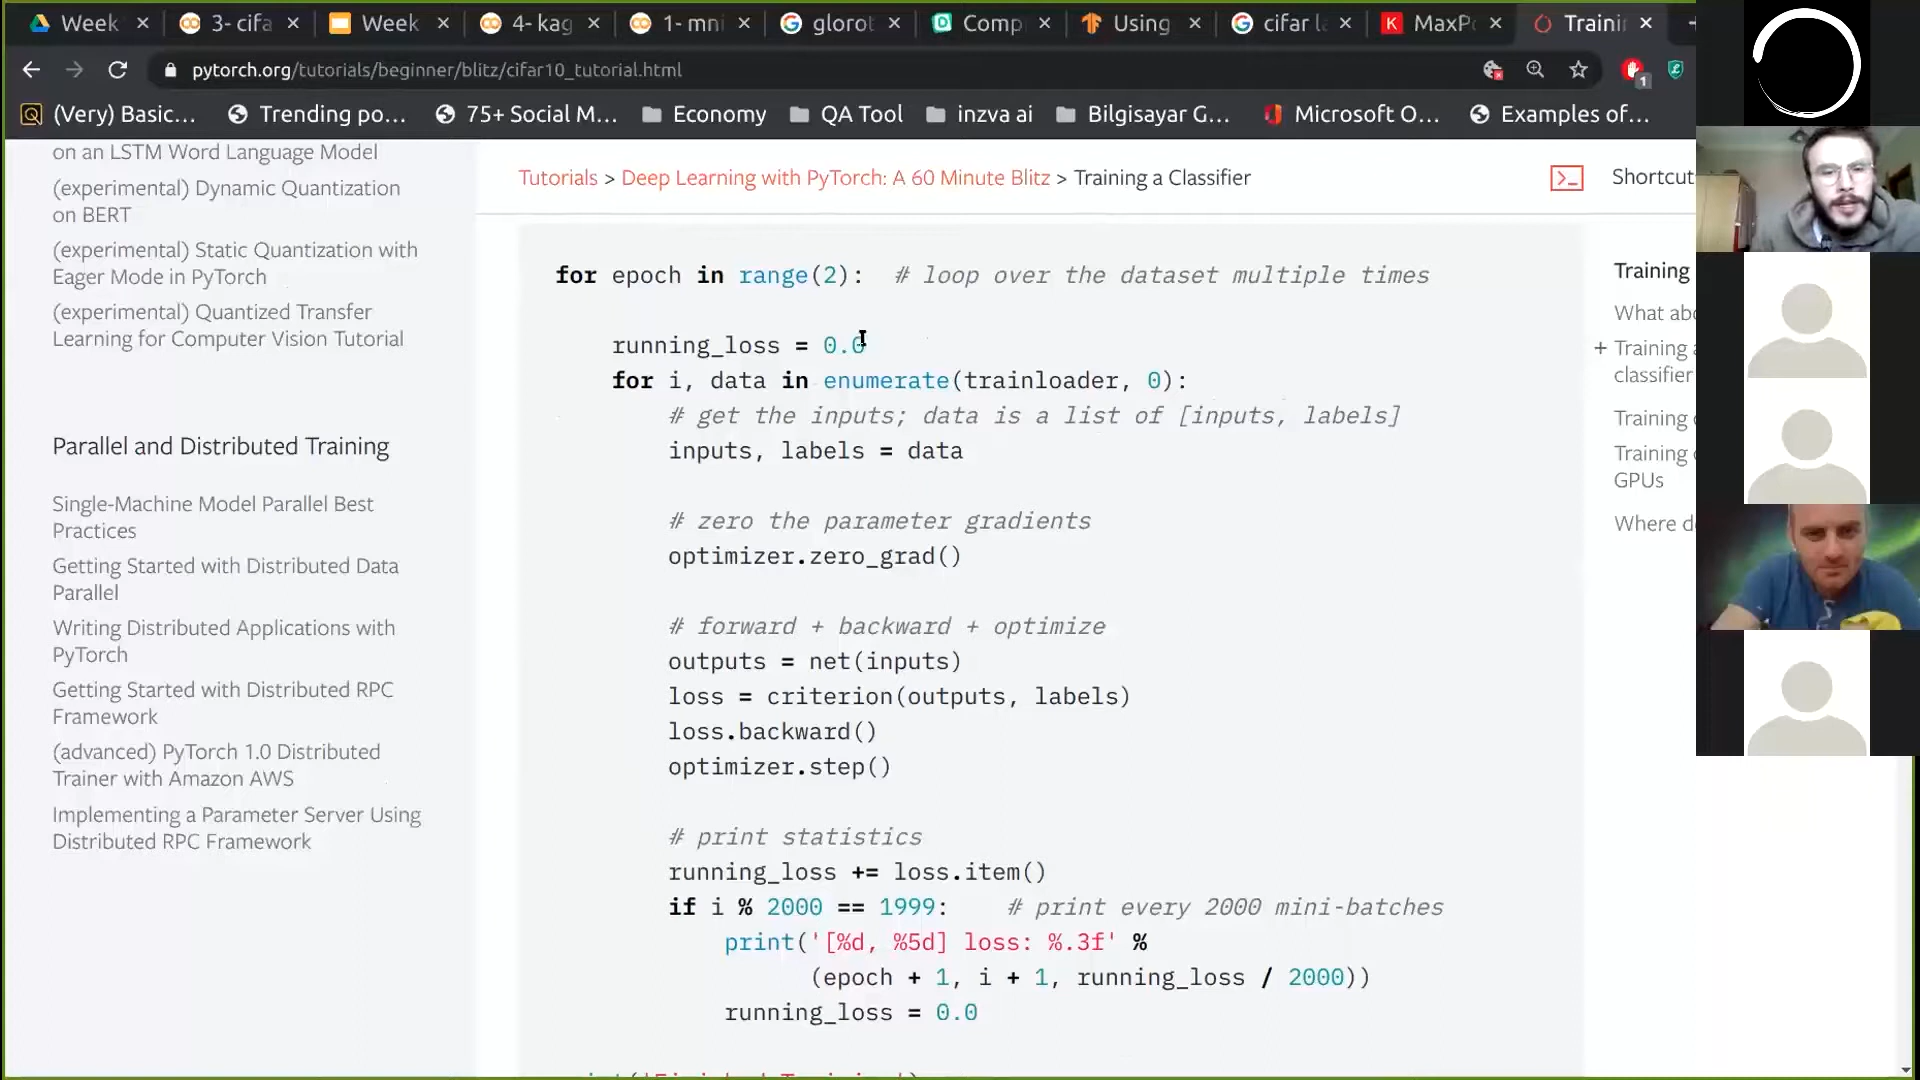 Week
3- cifa
Week
4- kag
1- mni
glorot
Comp
Using
cifar la
MaxPo
Trainin
pytorch.org/tutorials/beginner/blitz/cifar10_tutorial.html
1
(Very) Basic...
Trending po...
75+ Social M...
Economy
QA Tool
inzva ai
Bilgisayar G...
Microsoft O...
Examples of...
on an LSTM Word Language Model
(experimental) Dynamic Quantization
on BERT
(experimental) Static Quantization with
Eager Mode in PyTorch
(experimental) Quantized Transfer
Learning for Computer Vision Tutorial
Parallel and Distributed Training
Single-Machine Model Parallel Best
Practices
Getting Started with Distributed Data
Parallel
Writing Distributed Applications with
PyTorch
Getting Started with Distributed RPC
Framework
(advanced) PyTorch 1.0 Distributed
Trainer with Amazon AWS
Implementing a Parameter Server Using
Distributed RPC Framework
Tutorials > Deep Learning with PyTorch: A 60 Minute Blitz > Training a Classifier
Shortcut
for epoch in range(2):  # loop over the dataset multiple times
running_loss = 0.0
for i, data in enumerate(trainloader, 0):
# get the inputs; data is a list of [inputs, labels]
inputs, labels = data
# zero the parameter gradients
optimizer.zero_grad()
# forward + backward + optimize
outputs = net(inputs)
loss = criterion(outputs, labels)
loss.backward()
optimizer.step()
# print statistics
running_loss += loss.item()
if i % 2000 == 1999:    # print every 2000 mini-batches
print('[%d, %5d] loss: %.3f' %
(epoch + 1, i + 1, running_loss / 2000))
running_loss = 0.0
Training
What abo
+ Training a
classifier
Training o
Training
GPUs
Where d